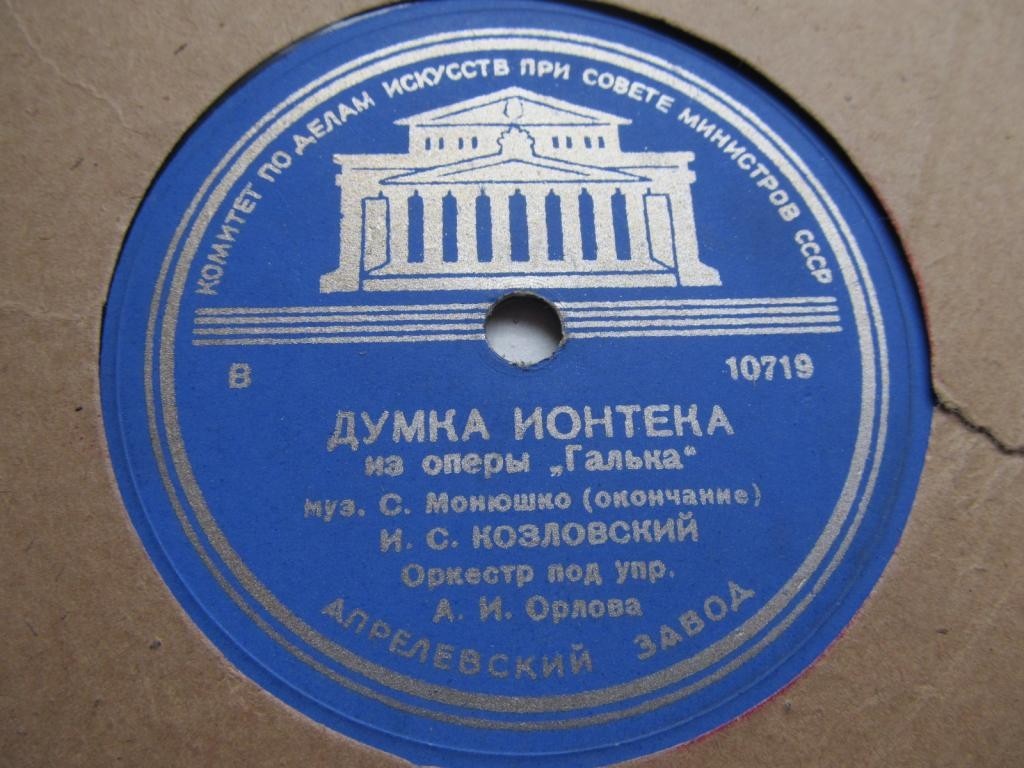 КОМИТЕТ ПО ДЕЛАМ ИСКУССТВ ПРИ СОВЕТЕ МИНИСТРОВ СССР
В 10719
ДУМКА ИОНТЕКА
из оперы „Галька“
муз. С. Монюшко (окончание)
И. С. КОЗЛОВСКИЙ
Оркестр под упр.
А. И. Орлова
АПРЕЛЕВСКИЙ ЗАВОД